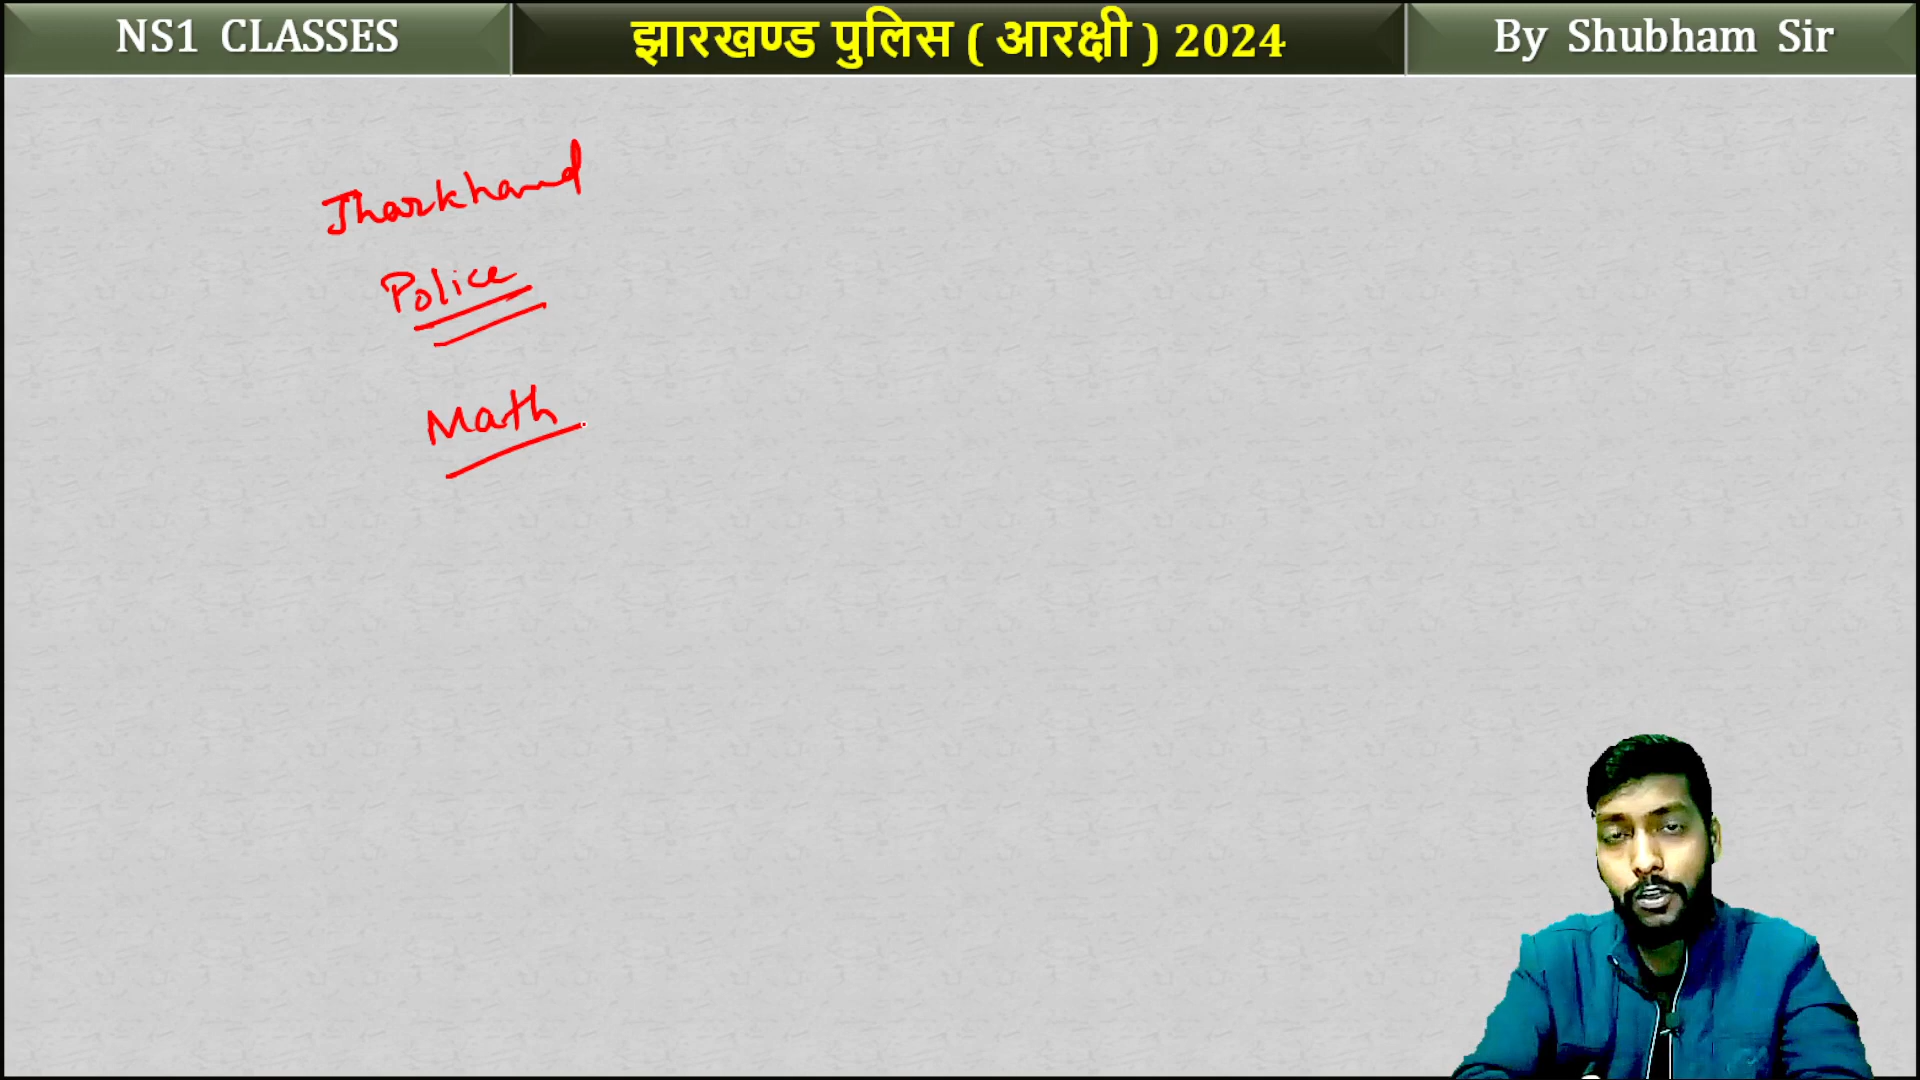 NS1 CLASSES
झारखण्ड पुलिस ( आरक्षी ) 2024
By Shubham Sir
Jharkhand
Police
Math